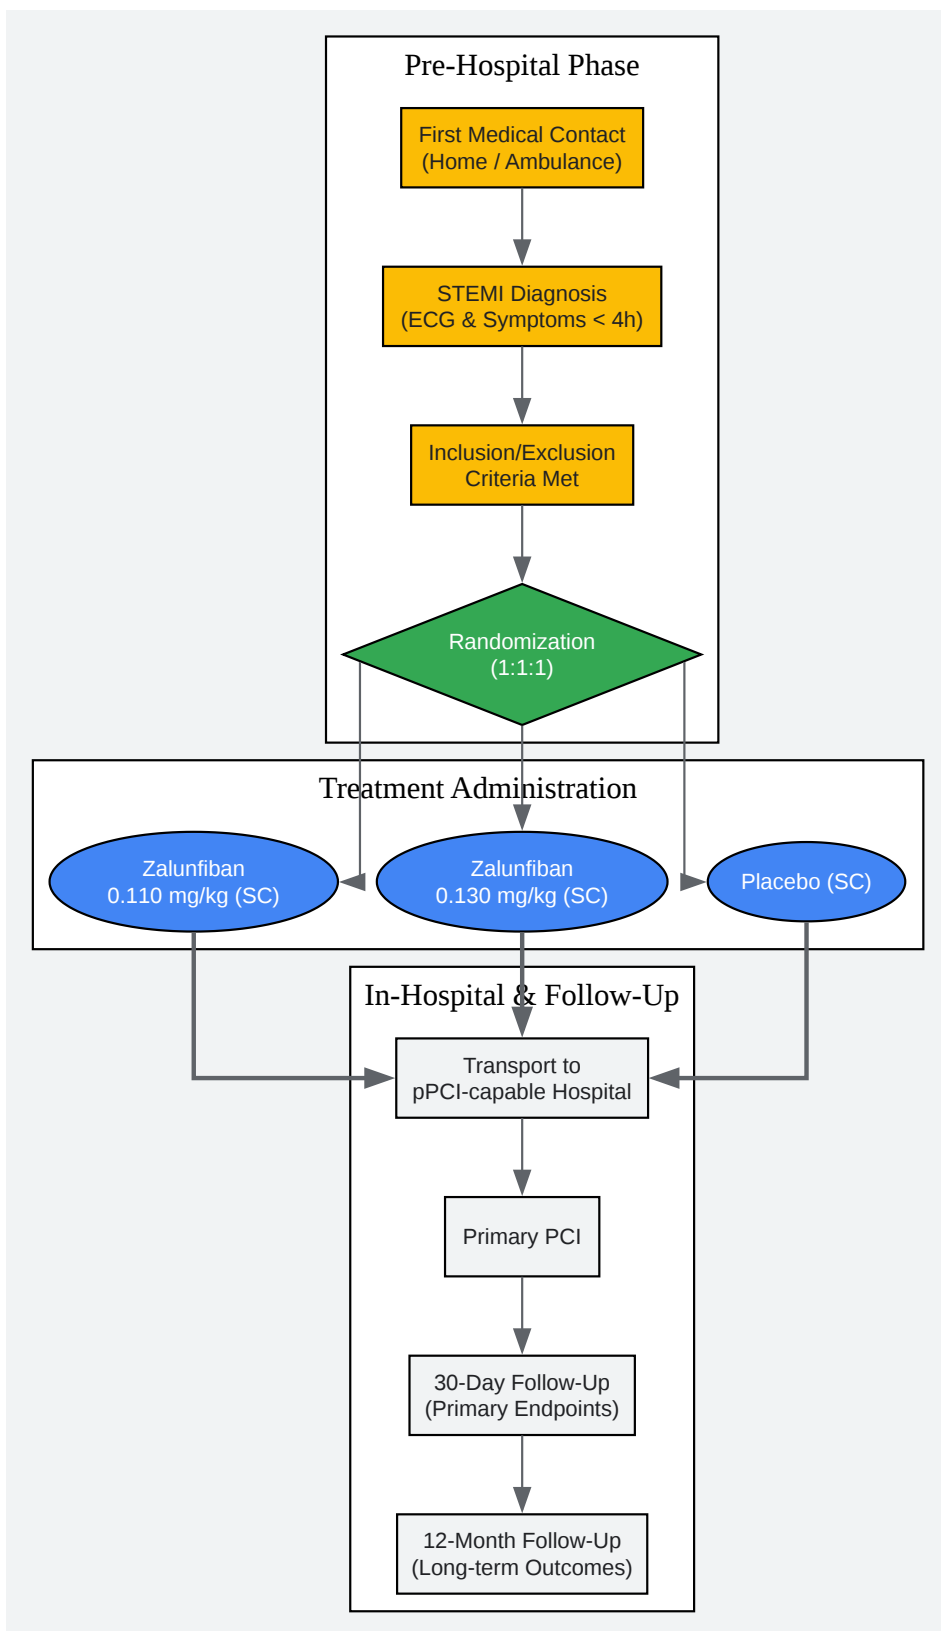 Pre-Hospital Phase
First Medical Contact
(Home / Ambulance)
STEMI Diagnosis
(ECG & Symptoms < 4h)
Inclusion/Exclusion
Criteria Met
Randomization
(1:1:1)
Treatment Administration
Zalunfiban
0.110 mg/kg (SC)
Zalunfiban
0.130 mg/kg (SC)
Placebo (SC)
In-Hospital & Follow-Up
Transport to
pPCI-capable Hospital
Primary PCI
30-Day Follow-Up
(Primary Endpoints)
12-Month Follow-Up
(Long-term Outcomes)